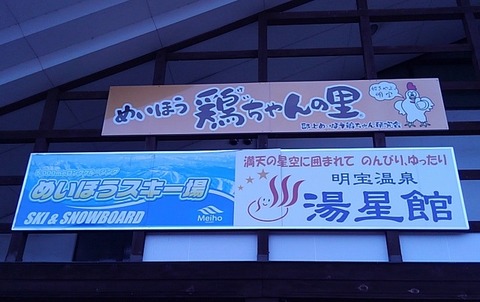 めいほう鶏ちゃんの里
めいほうスキー場
SKI & SNOWBOARD
Meiho
満天の星空に囲まれて のんびり、ゆったり
明宝温泉
湯星館